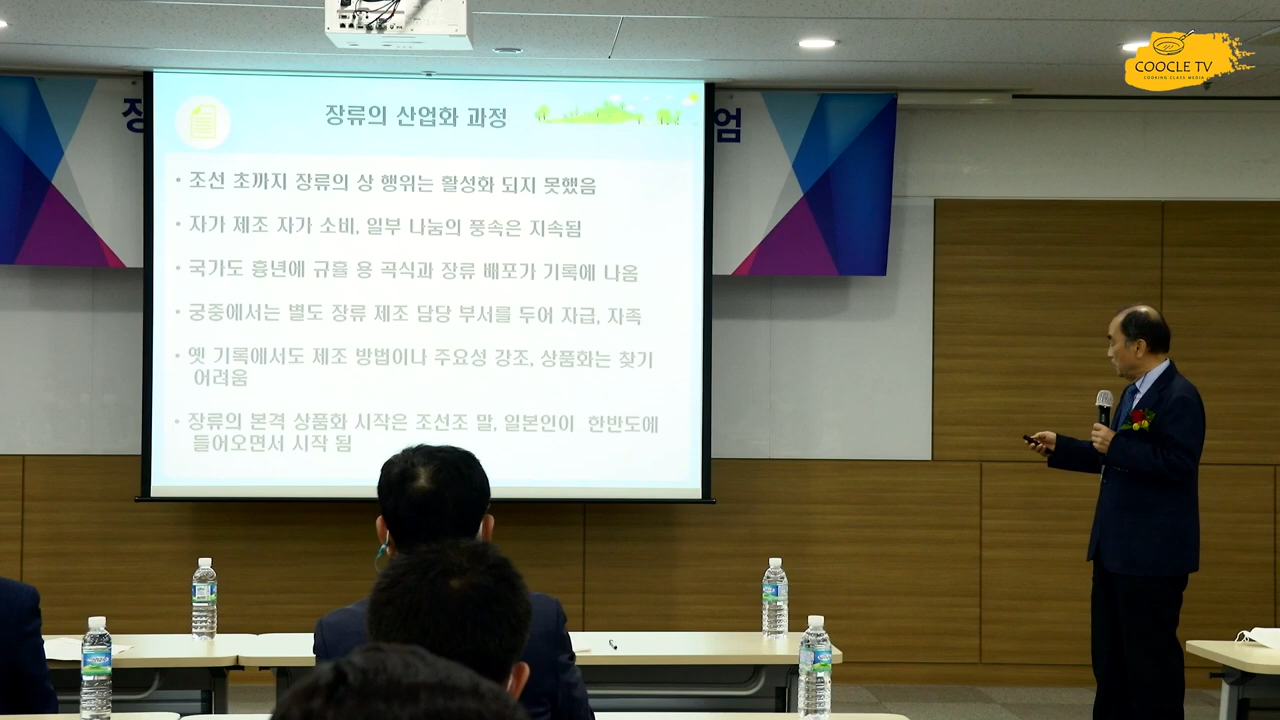 COOCLE TV
COOKING CLASS MEDIA
장
엄
장류의 산업화 과정
• 조선 초까지 장류의 상 행위는 활성화 되지 못했음
• 자가 제조 자가 소비, 일부 나눔의 풍속은 지속됨
• 국가도 흉년에 규휼 용 곡식과 장류 배포가 기록에 나옴
• 궁중에서는 별도 장류 제조 담당 부서를 두어 자급, 자족
• 옛 기록에서도 제조 방법이나 주요성 강조, 상품화는 찾기
어려움
• 장류의 본격 상품화 시작은 조선조 말, 일본인이 한반도에
들어오면서 시작 됨